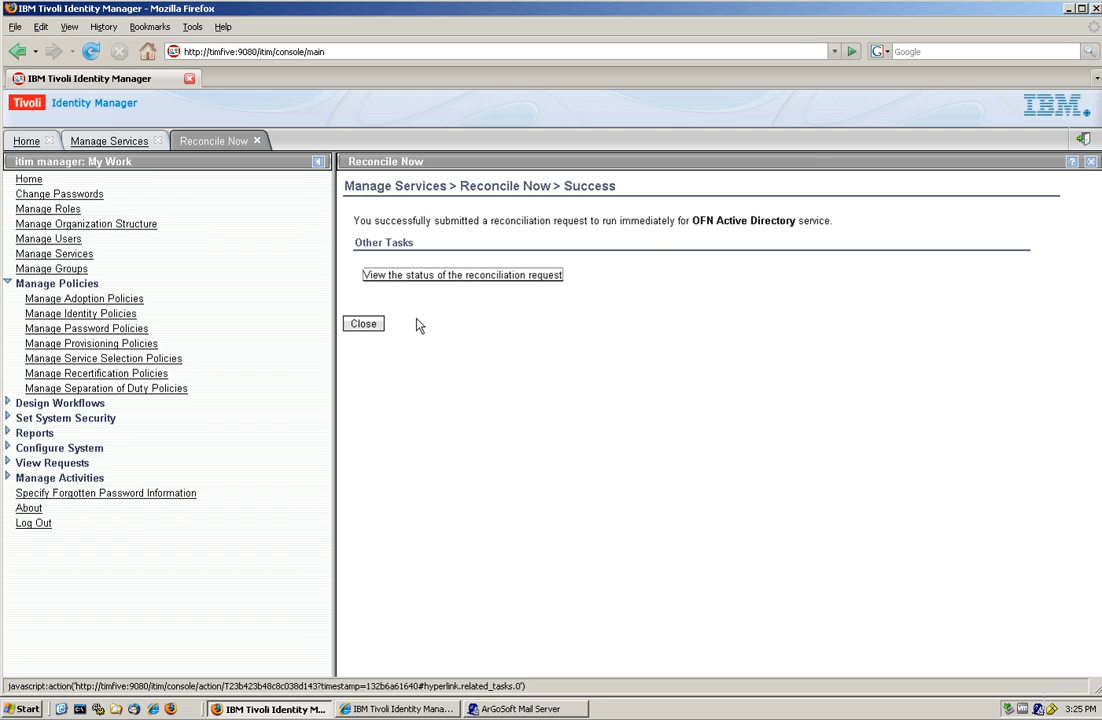 IBM Tivoli Identity Manager - Mozilla Firefox
File Edit View History Bookmarks Tools Help
http://timfive:9080/itim/console/main
G Google
IBM Tivoli Identity Manager
Tivoli Identity Manager
IBM
Home Manage Services Reconcile Now
itim manager: My Work
Home
Change Passwords
Manage Roles
Manage Organization Structure
Manage Users
Manage Services
Manage Groups
Manage Policies
Manage Adoption Policies
Manage Identity Policies
Manage Password Policies
Manage Provisioning Policies
Manage Service Selection Policies
Manage Recertification Policies
Manage Separation of Duty Policies
Design Workflows
Set System Security
Reports
Configure System
View Requests
Manage Activities
Specify Forgotten Password Information
About
Log Out
Reconcile Now
?
Manage Services > Reconcile Now > Success
You successfully submitted a reconciliation request to run immediately for OFN Active Directory service.
Other Tasks
View the status of the reconciliation request
Close
javascript:action('http://timfive:9080/itim/console/action/T23b423b48c8c038d143?timestamp=132b6a61640#hyperlink.related_tasks.0')
Start IBM Tivoli Identity M... IBM Tivoli Identity Mana... ArGoSoft Mail Server 3:25 PM